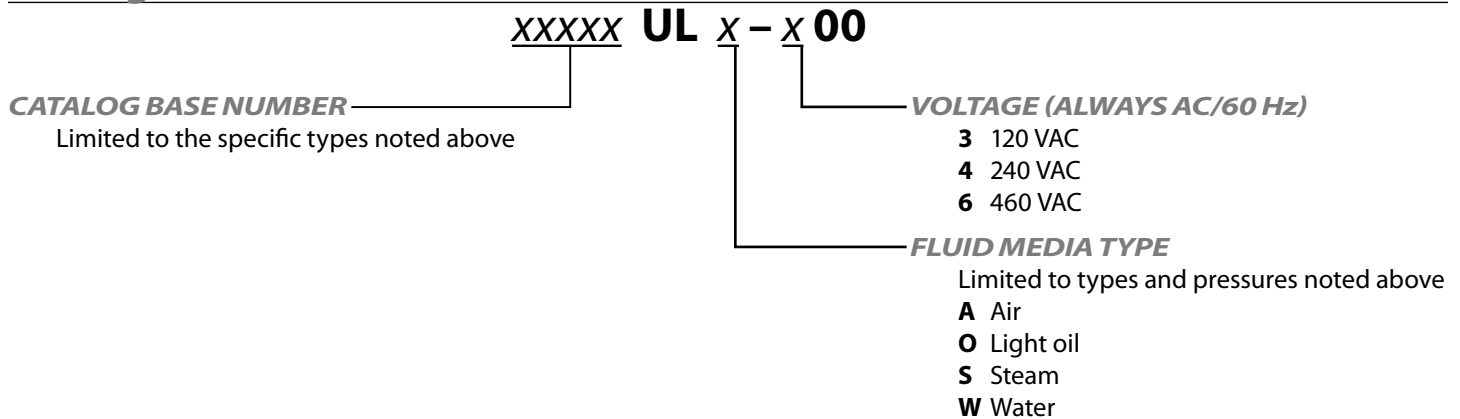 xxxxx UL x – x 00
CATALOG BASE NUMBER
Limited to the specific types noted above
VOLTAGE (ALWAYS AC/60 Hz)
3 120 VAC
4 240 VAC
6 460 VAC
FLUID MEDIA TYPE
Limited to types and pressures noted above
A Air
O Light oil
S Steam
W Water